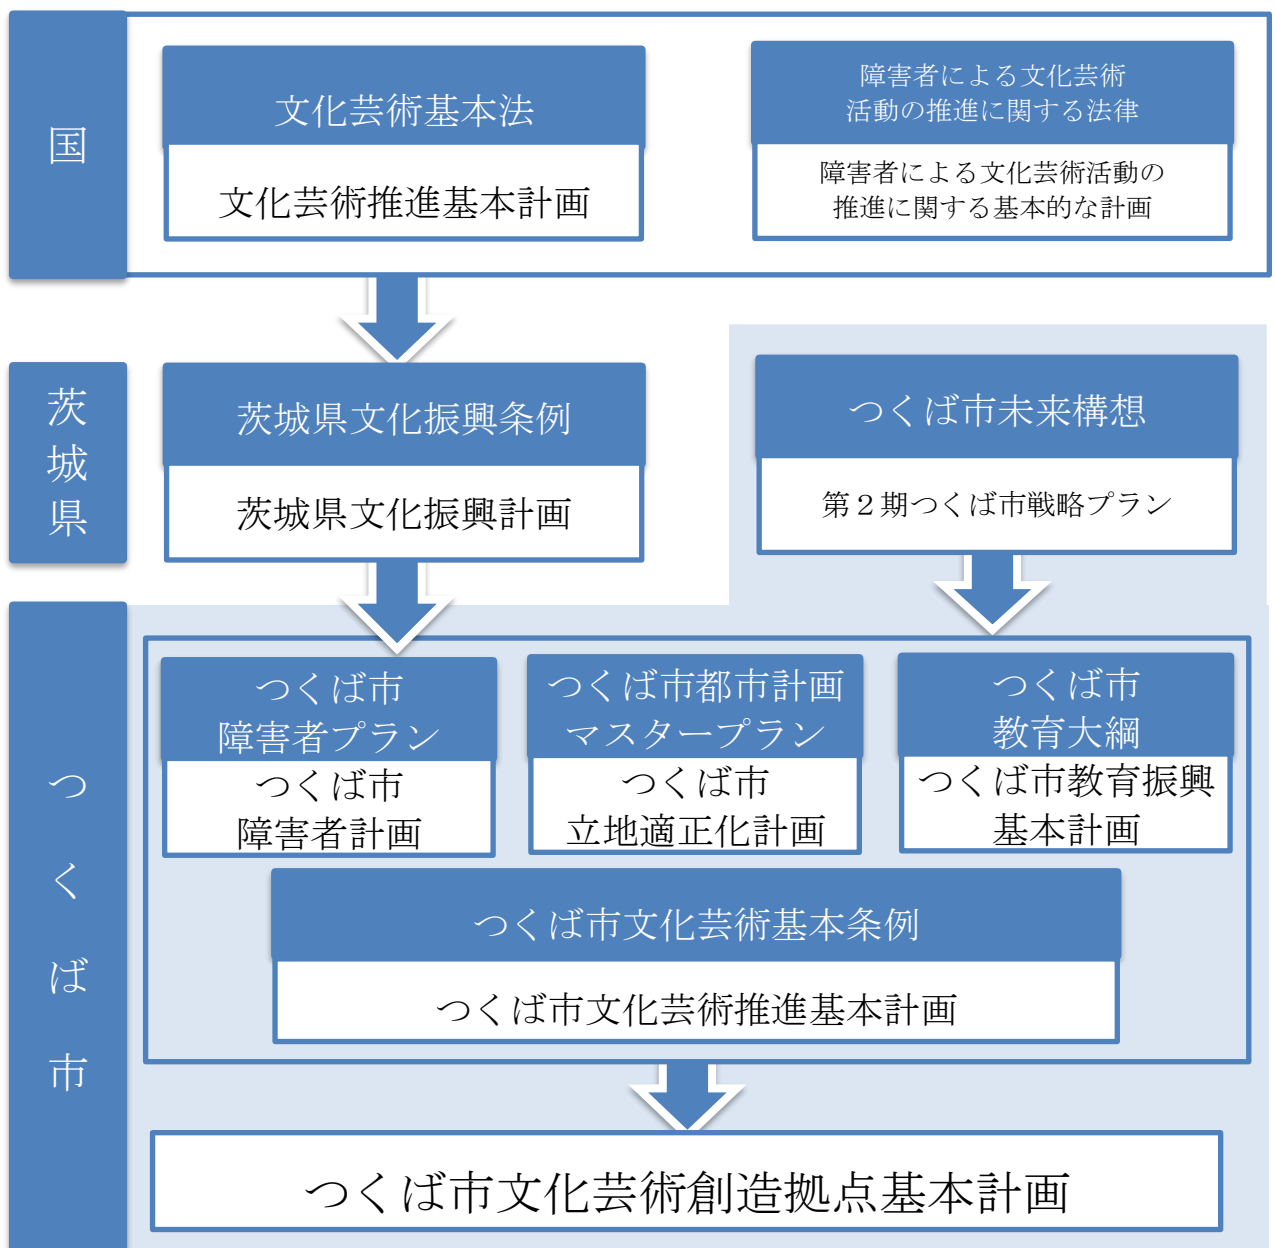 国
文化芸術基本法
文化芸術推進基本計画
障害者による文化芸術
活動の推進に関する法律
障害者による文化芸術活動の
推進に関する基本的な計画
茨城県
茨城県文化振興条例
茨城県文化振興計画
つくば市未来構想
第２期つくば市戦略プラン
つくば市
つくば市
障害者プラン
つくば市
障害者計画
つくば市都市計画
マスタープラン
つくば市
立地適正化計画
つくば市
教育大綱
つくば市教育振興
基本計画
つくば市文化芸術基本条例
つくば市文化芸術推進基本計画
つくば市文化芸術創造拠点基本計画